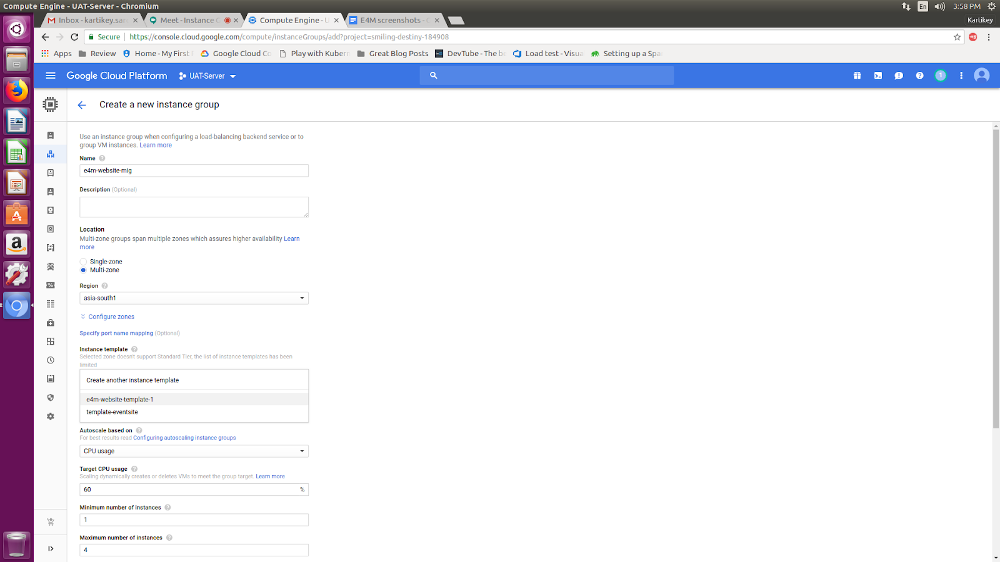 Compute Engine - UAT-Server - Chromium
En
3:58 PM
Inbox - kartikey.sar
Meet - Instance G
Compute Engine - U
E4M screenshots - G
Kartikey
Secure
https://console.cloud.google.com/compute/instanceGroups/add?project=smiling-destiny-184908
Apps
Review
Home - My First
Google Cloud Co
Play with Kubern
Great Blog Posts
DevTube - The be
Load test - Visua
Setting up a Spa
Google Cloud Platform
UAT-Server
1
Create a new instance group
Use an instance group when configuring a load-balancing backend service or to
group VM instances. Learn more
Name
e4m-website-mig
Description (Optional)
Location
Multi-zone groups span multiple zones which assures higher availability Learn
more
Single-zone
Multi-zone
Region
asia-south1
Configure zones
Specify port name mapping (Optional)
Instance template
Selected zone doesn't support Standard Tier, the list of instance templates has been
limited
Create another instance template
e4m-website-template-1
template-eventsite
Autoscale based on
For best results read Configuring autoscaling instance groups
CPU usage
Target CPU usage
Scaling dynamically creates or deletes VMs to meet the group target. Learn more
60 %
Minimum number of instances
1
Maximum number of instances
4